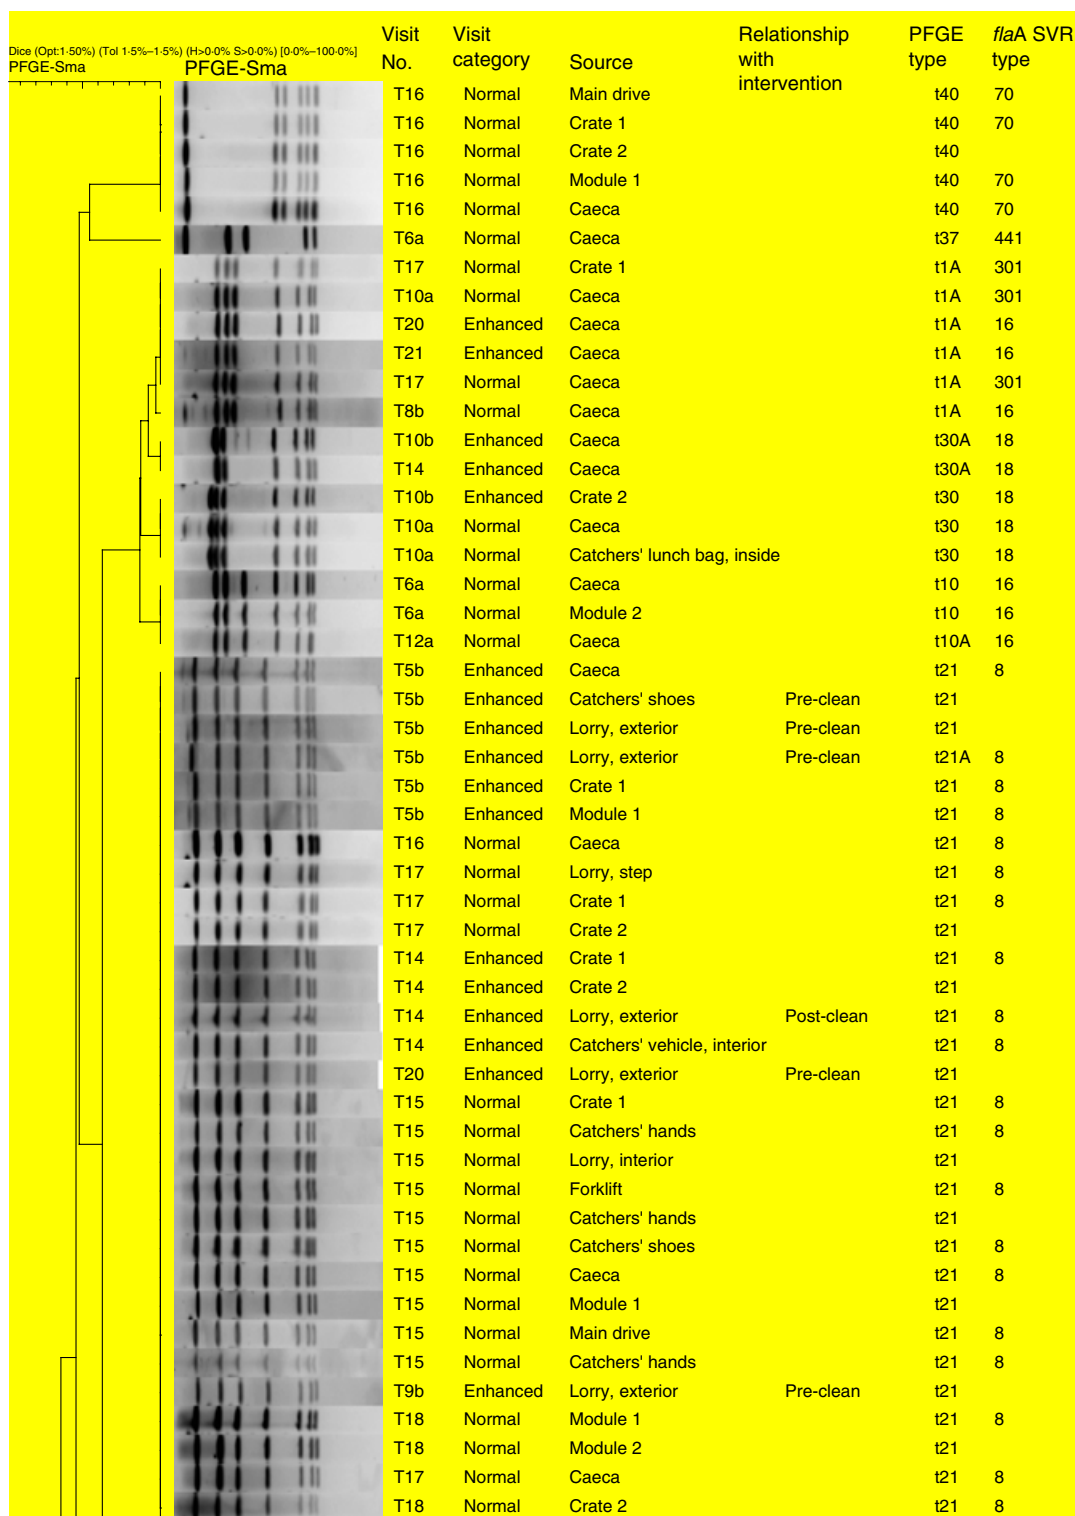 Dice (Opt:1·50%) (Tol 1·5%–1·5%) (H>0·0% S>0·0%) [0·0%–100·0%]
PFGE-Sma PFGE-Sma
Visit No. Visit category Source Relationship with intervention PFGE type flaA SVR type
T16 Normal Main drive t40 70
T16 Normal Crate 1 t40 70
T16 Normal Crate 2 t40
T16 Normal Module 1 t40 70
T16 Normal Caeca t40 70
T6a Normal Caeca t37 441
T17 Normal Crate 1 t1A 301
T10a Normal Caeca t1A 301
T20 Enhanced Caeca t1A 16
T21 Enhanced Caeca t1A 16
T17 Normal Caeca t1A 301
T8b Normal Caeca t1A 16
T10b Enhanced Caeca t30A 18
T14 Enhanced Caeca t30A 18
T10b Enhanced Crate 2 t30 18
T10a Normal Caeca t30 18
T10a Normal Catchers' lunch bag, inside t30 18
T6a Normal Caeca t10 16
T6a Normal Module 2 t10 16
T12a Normal Caeca t10A 16
T5b Enhanced Caeca t21 8
T5b Enhanced Catchers' shoes Pre-clean t21
T5b Enhanced Lorry, exterior Pre-clean t21
T5b Enhanced Lorry, exterior Pre-clean t21A 8
T5b Enhanced Crate 1 t21 8
T5b Enhanced Module 1 t21 8
T16 Normal Caeca t21 8
T17 Normal Lorry, step t21 8
T17 Normal Crate 1 t21 8
T17 Normal Crate 2 t21
T14 Enhanced Crate 1 t21 8
T14 Enhanced Crate 2 t21
T14 Enhanced Lorry, exterior Post-clean t21 8
T14 Enhanced Catchers' vehicle, interior t21 8
T20 Enhanced Lorry, exterior Pre-clean t21
T15 Normal Crate 1 t21 8
T15 Normal Catchers' hands t21 8
T15 Normal Lorry, interior t21
T15 Normal Forklift t21 8
T15 Normal Catchers' hands t21
T15 Normal Catchers' shoes t21 8
T15 Normal Caeca t21 8
T15 Normal Module 1 t21
T15 Normal Main drive t21 8
T15 Normal Catchers' hands t21 8
T9b Enhanced Lorry, exterior Pre-clean t21
T18 Normal Module 1 t21 8
T18 Normal Module 2 t21
T17 Normal Caeca t21 8
T18 Normal Crate 2 t21 8